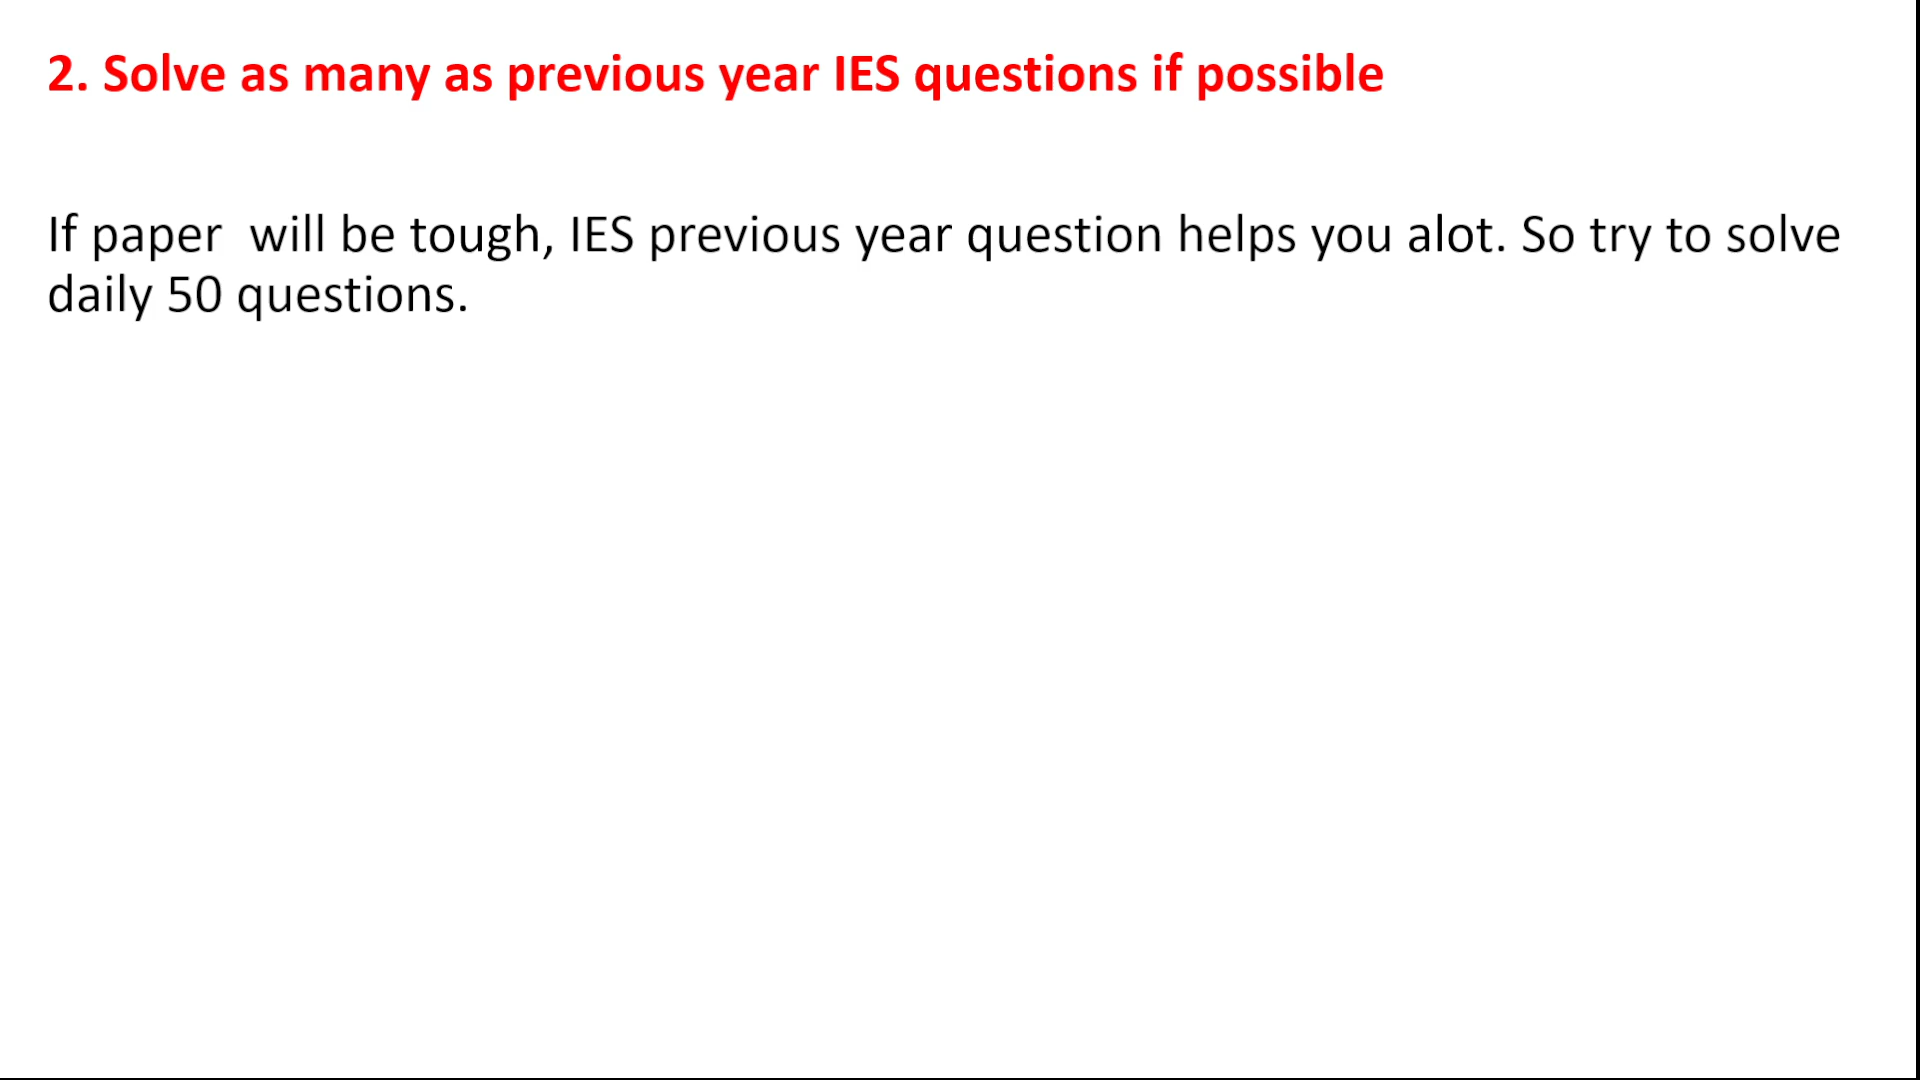 2. Solve as many as previous year IES questions if possible
If paper  will be tough, IES previous year question helps you alot. So try to solve
daily 50 questions.